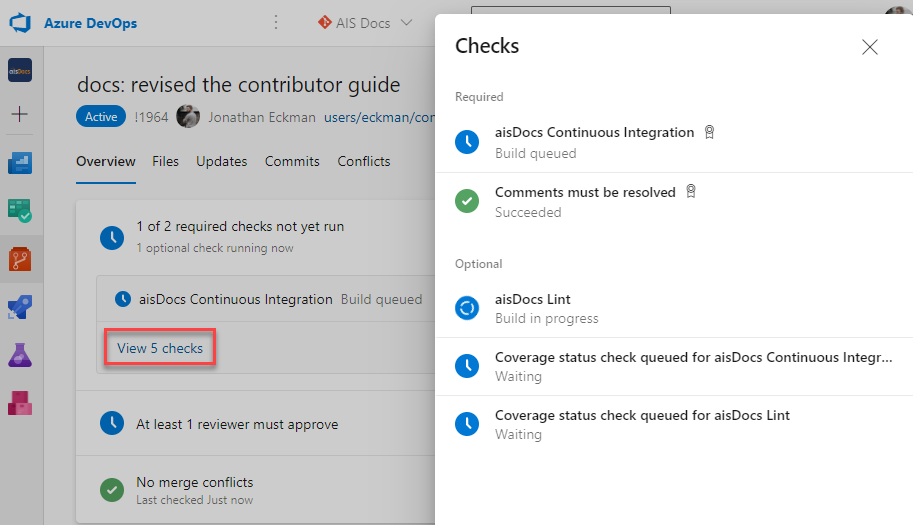 Azure DevOps
AIS Docs
aisDocs
docs: revised the contributor guide
Active !1964 Jonathan Eckman users/eckman/con
Overview Files Updates Commits Conflicts
1 of 2 required checks not yet run
1 optional check running now
aisDocs Continuous Integration Build queued
View 5 checks
At least 1 reviewer must approve
No merge conflicts
Last checked Just now
Checks
Required
aisDocs Continuous Integration
Build queued
Comments must be resolved
Succeeded
Optional
aisDocs Lint
Build in progress
Coverage status check queued for aisDocs Continuous Integr...
Waiting
Coverage status check queued for aisDocs Lint
Waiting